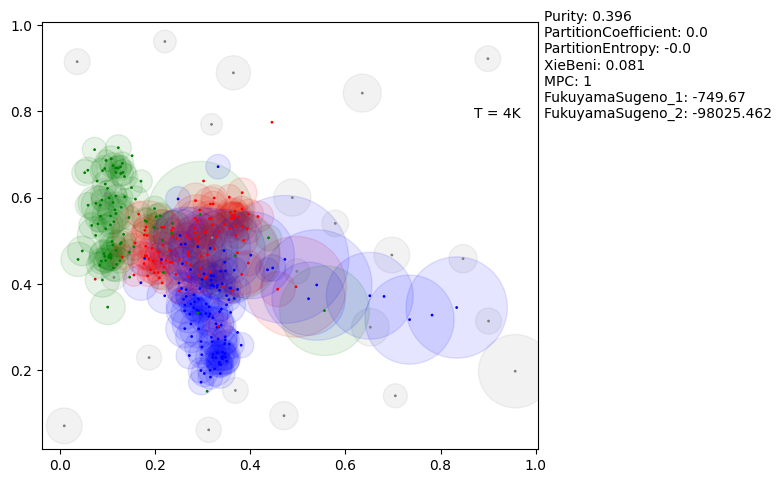 Purity: 0.396
PartitionCoefficient: 0.0
PartitionEntropy: -0.0
XieBeni: 0.081
MPC: 1
FukuyamaSugeno_1: -749.67
FukuyamaSugeno_2: -98025.462
T = 4K
1.0
0.8
0.6
0.4
0.2
0.0 0.2 0.4 0.6 0.8 1.0